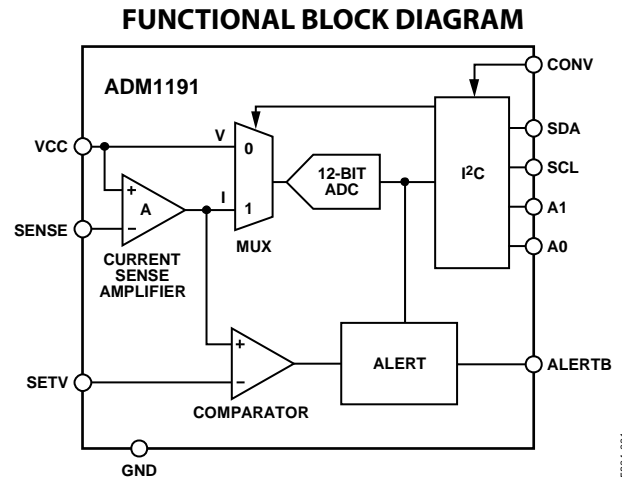 FUNCTIONAL BLOCK DIAGRAM
CONV
ADM1191
SDA
V
VCC
0
I²C
SCL
12-BIT
ADC
+
A
I
1
A1
SENSE
−
MUX
A0
CURRENT
SENSE
AMPLIFIER
+
ALERT
ALERTB
SETV
−
COMPARATOR
GND